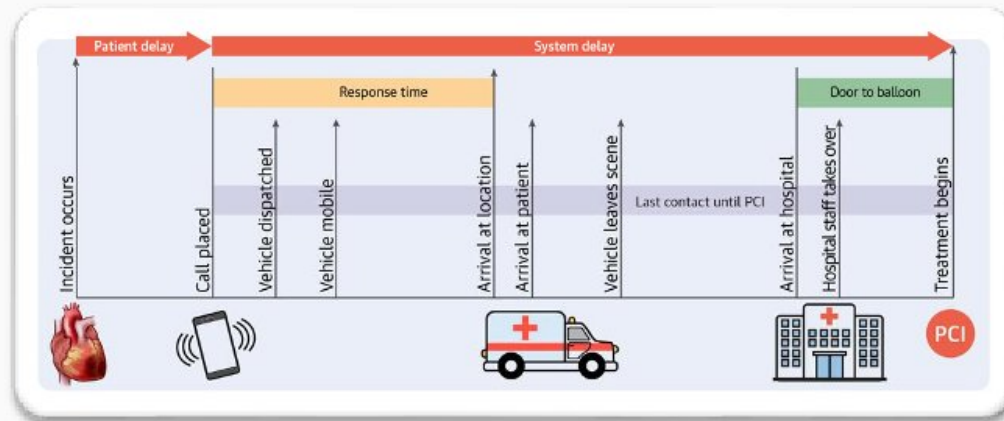 Patient delay
System delay
Response time
Door to balloon
Incident occurs
Call placed
Vehicle dispatched
Vehicle mobile
Arrival at location
Arrival at patient
Vehicle leaves scene
Last contact until PCI
Arrival at hospital
Hospital staff takes over
Treatment begins
PCI